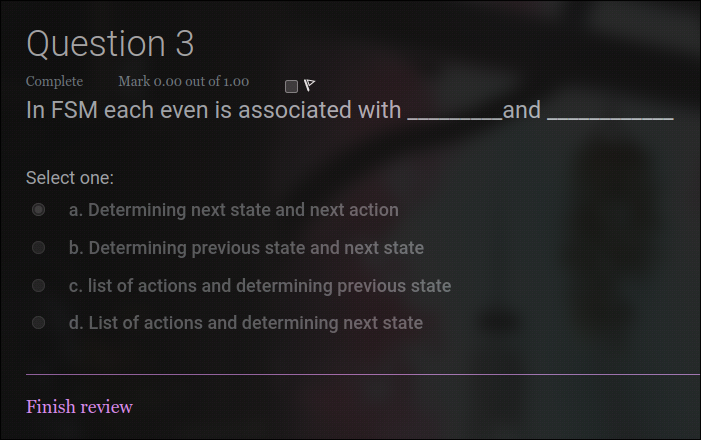 Question 3
Complete Mark 0.00 out of 1.00
In FSM each even is associated with _________and ____________
Select one:
a. Determining next state and next action
b. Determining previous state and next state
c. list of actions and determining previous state
d. List of actions and determining next state
Finish review